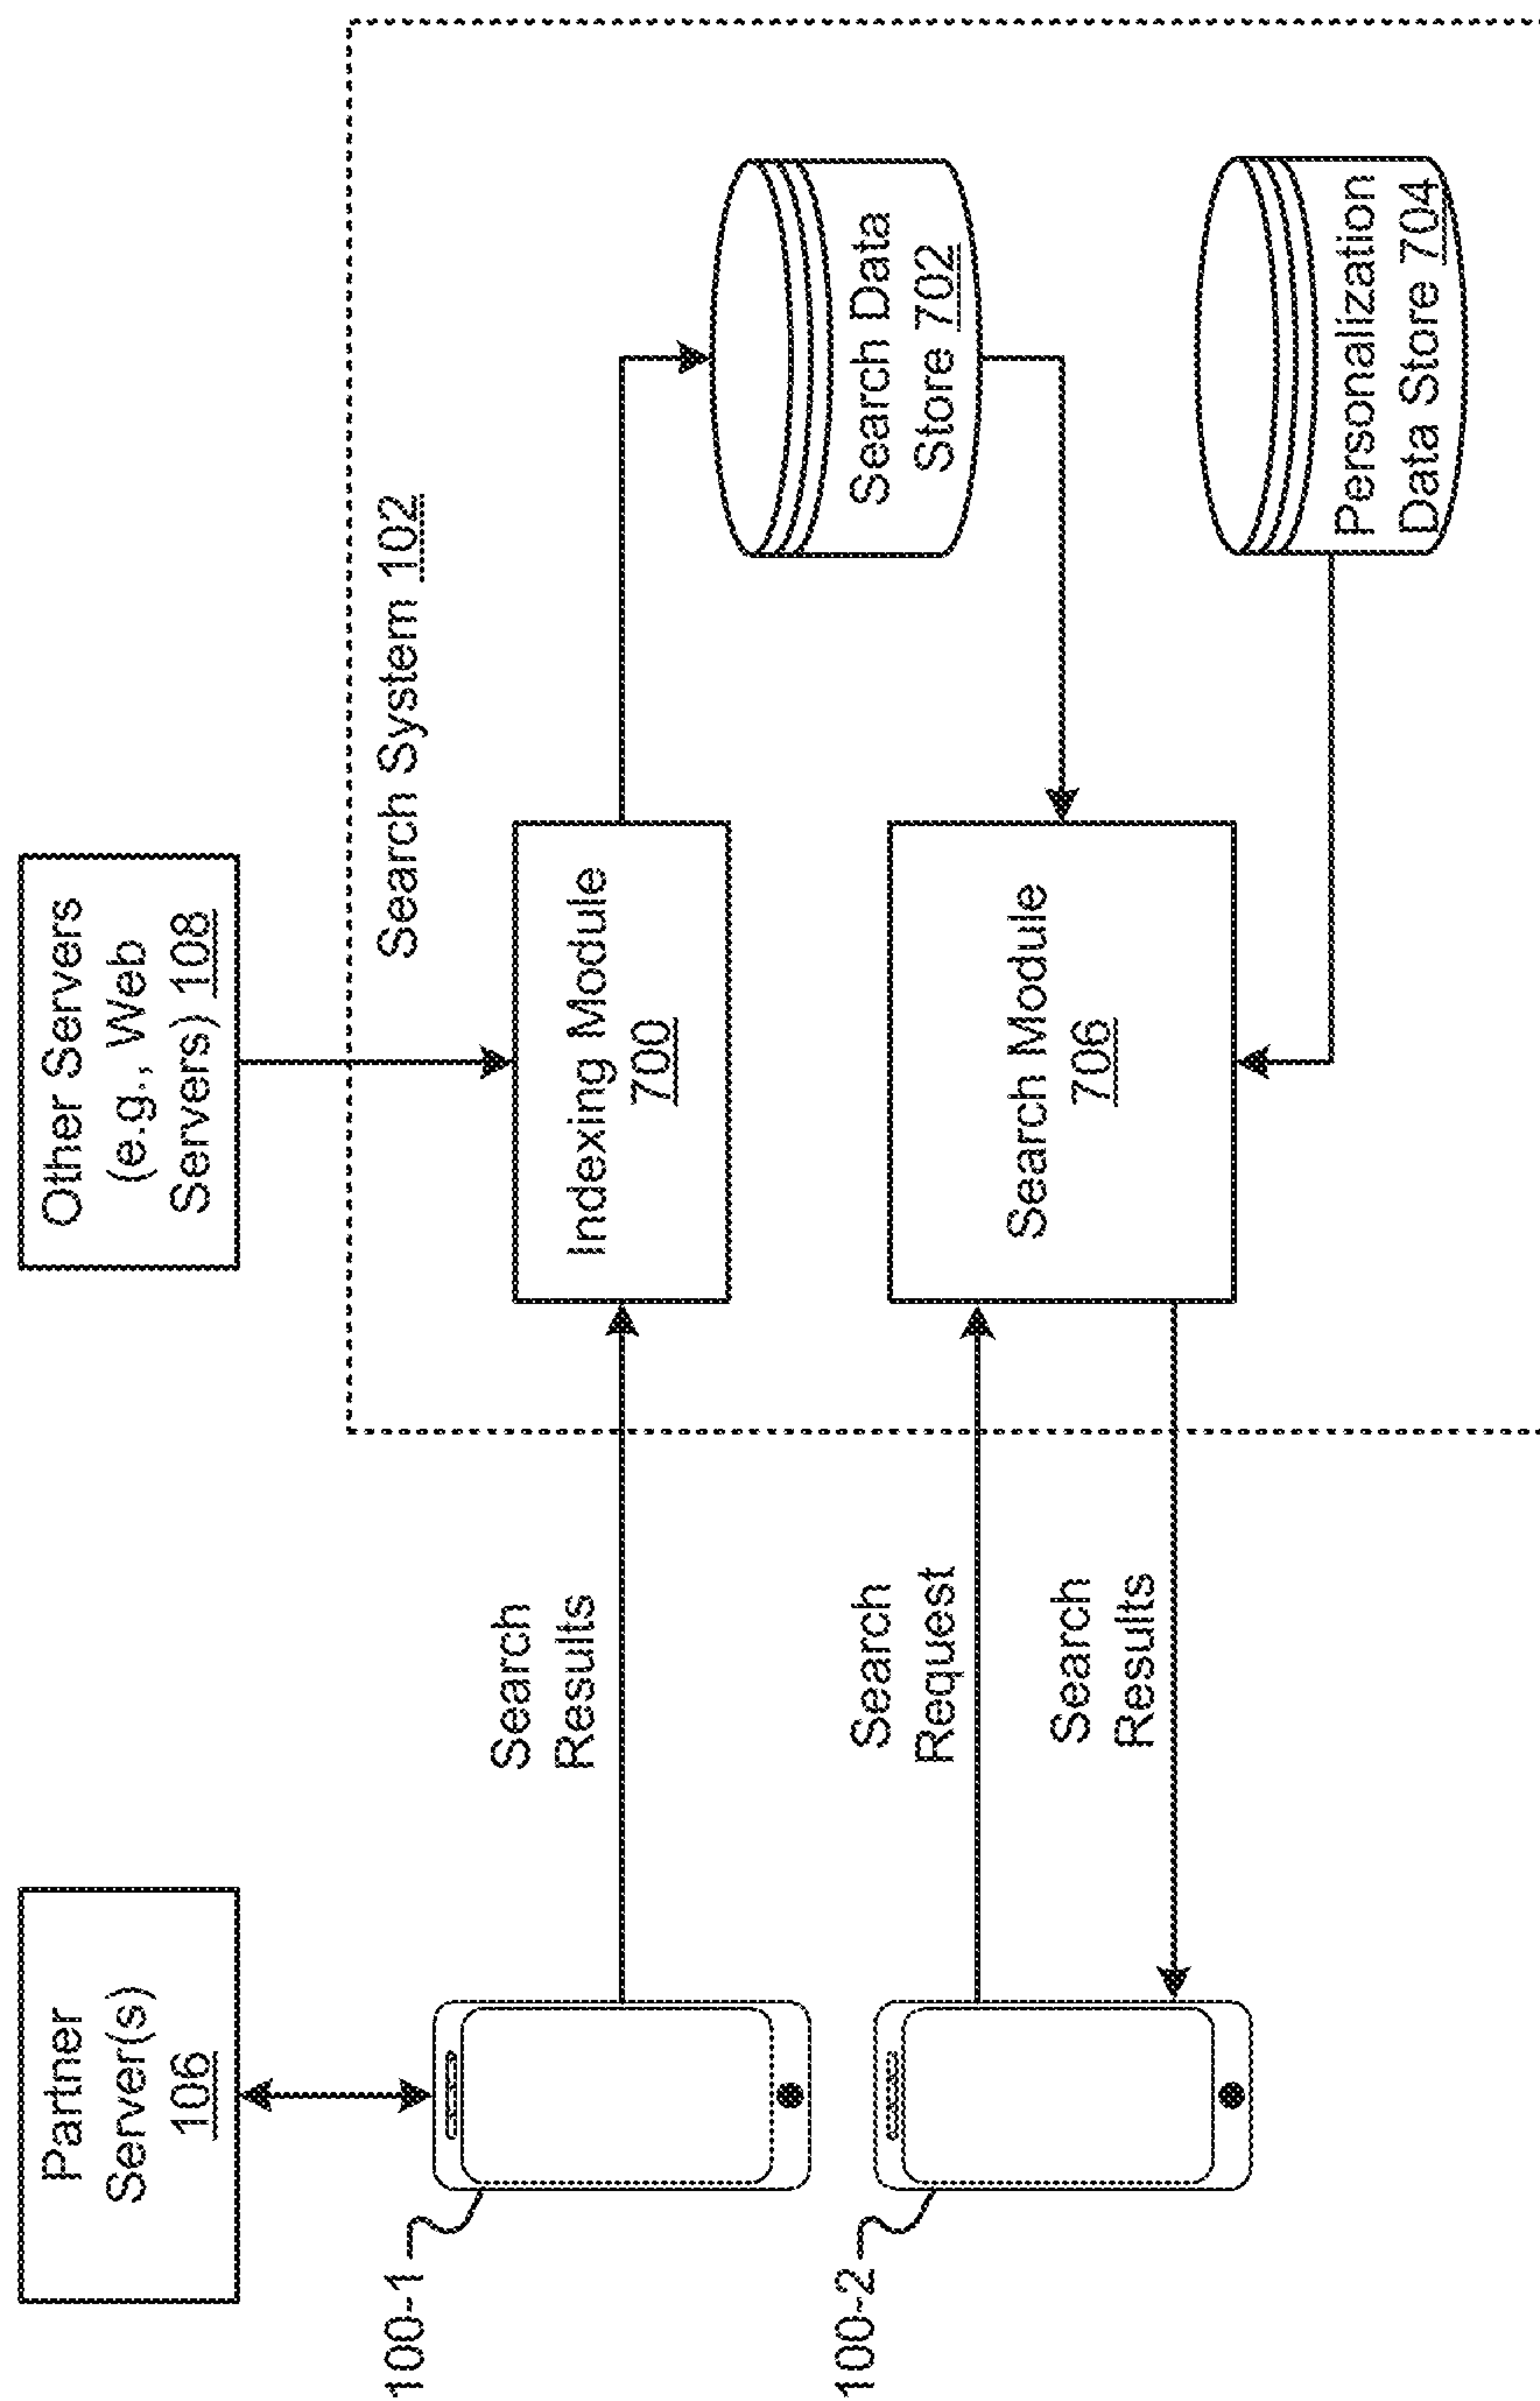 Partner
Server(s)
106
Other Servers
(e.g., Web
Servers) 108
Search System 102
100-1
Search
Results
Indexing Module
700
Search Data
Store 702
100-2
Search
Request
Search
Results
Search Module
706
Personalization
Data Store 704